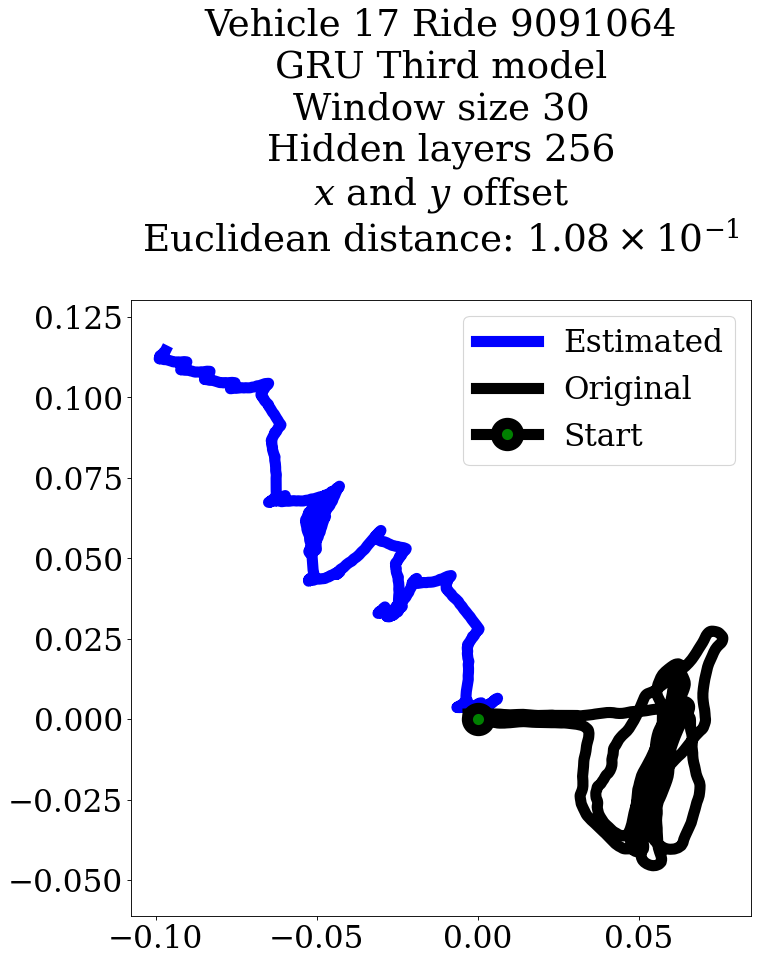 Vehicle 17 Ride 9091064
GRU Third model
Window size 30
Hidden layers 256
x and y offset
Euclidean distance: 1.08 × 10⁻¹
Estimated
Original
Start
0.125
0.100
0.075
0.050
0.025
0.000
−0.025
−0.050
−0.10 −0.05 0.00 0.05